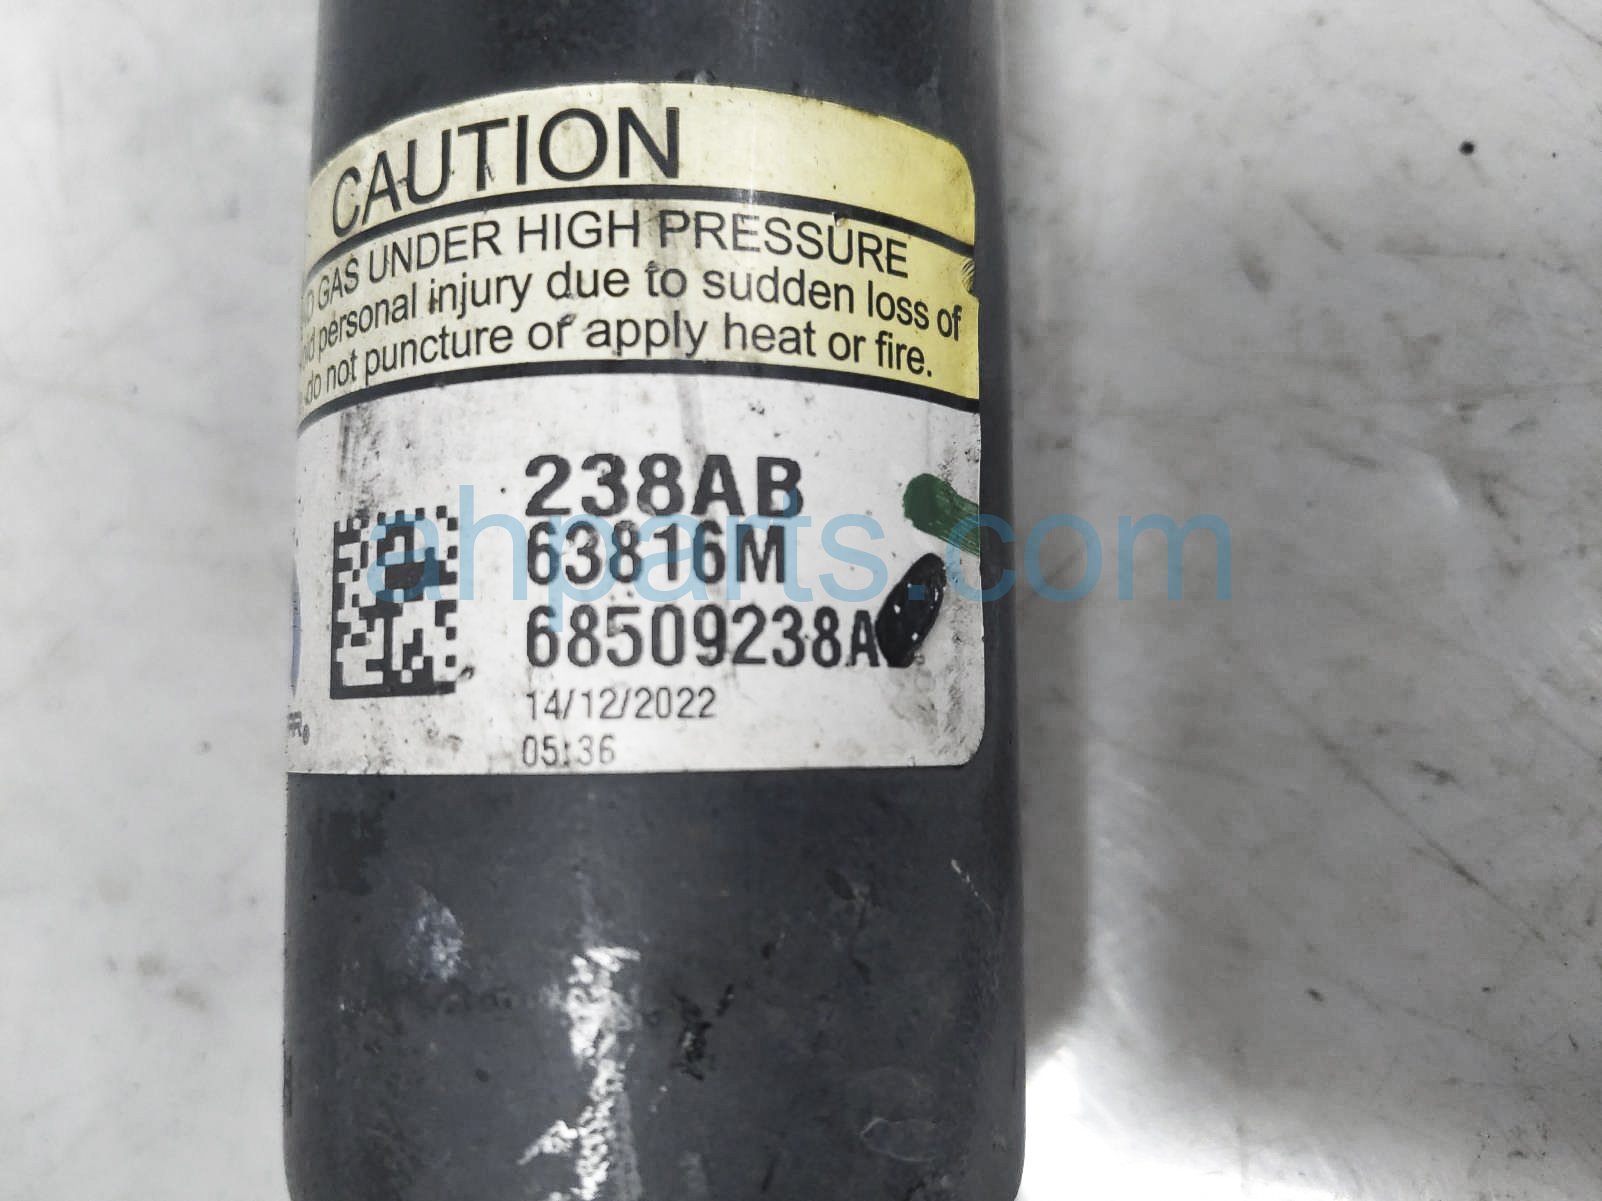 CAUTION
GAS UNDER HIGH PRESSURE
personal injury due to sudden loss of
do not puncture or apply heat or fire.
238AB
63816M
68509238A
14/12/2022
05:36
ahparts.com